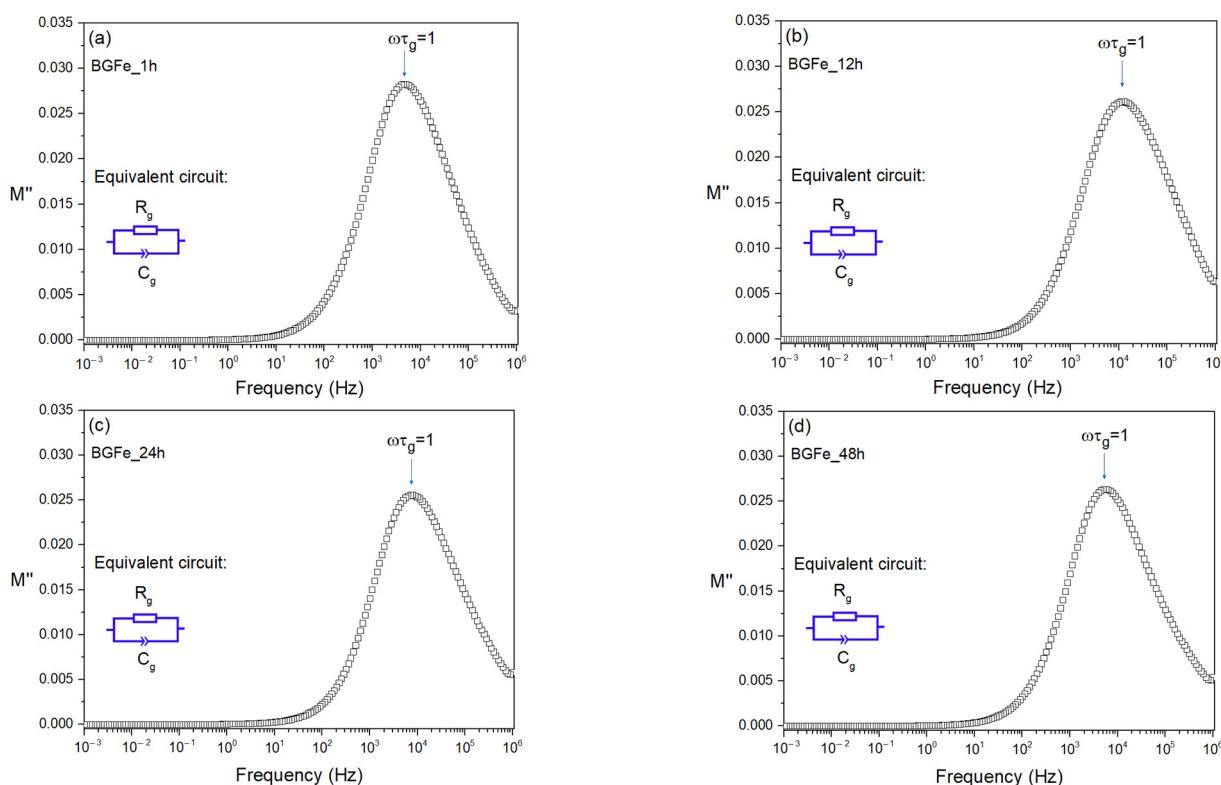 (a)
BGFe_1h
ωτg=1
Equivalent circuit:
Rg
Cg
M''
0.035
0.030
0.025
0.020
0.015
0.010
0.005
0.000
10−3 10−2 10−1 100 101 102 103 104 105 106
Frequency (Hz)
(b)
BGFe_12h
ωτg=1
Equivalent circuit:
Rg
Cg
M''
0.035
0.030
0.025
0.020
0.015
0.010
0.005
0.000
10−3 10−2 10−1 100 101 102 103 104 105 106
Frequency (Hz)
(c)
BGFe_24h
ωτg=1
Equivalent circuit:
Rg
Cg
M''
0.035
0.030
0.025
0.020
0.015
0.010
0.005
0.000
10−3 10−2 10−1 100 101 102 103 104 105 106
Frequency (Hz)
(d)
BGFe_48h
ωτg=1
Equivalent circuit:
Rg
Cg
M''
0.035
0.030
0.025
0.020
0.015
0.010
0.005
0.000
10−3 10−2 10−1 100 101 102 103 104 105 106
Frequency (Hz)